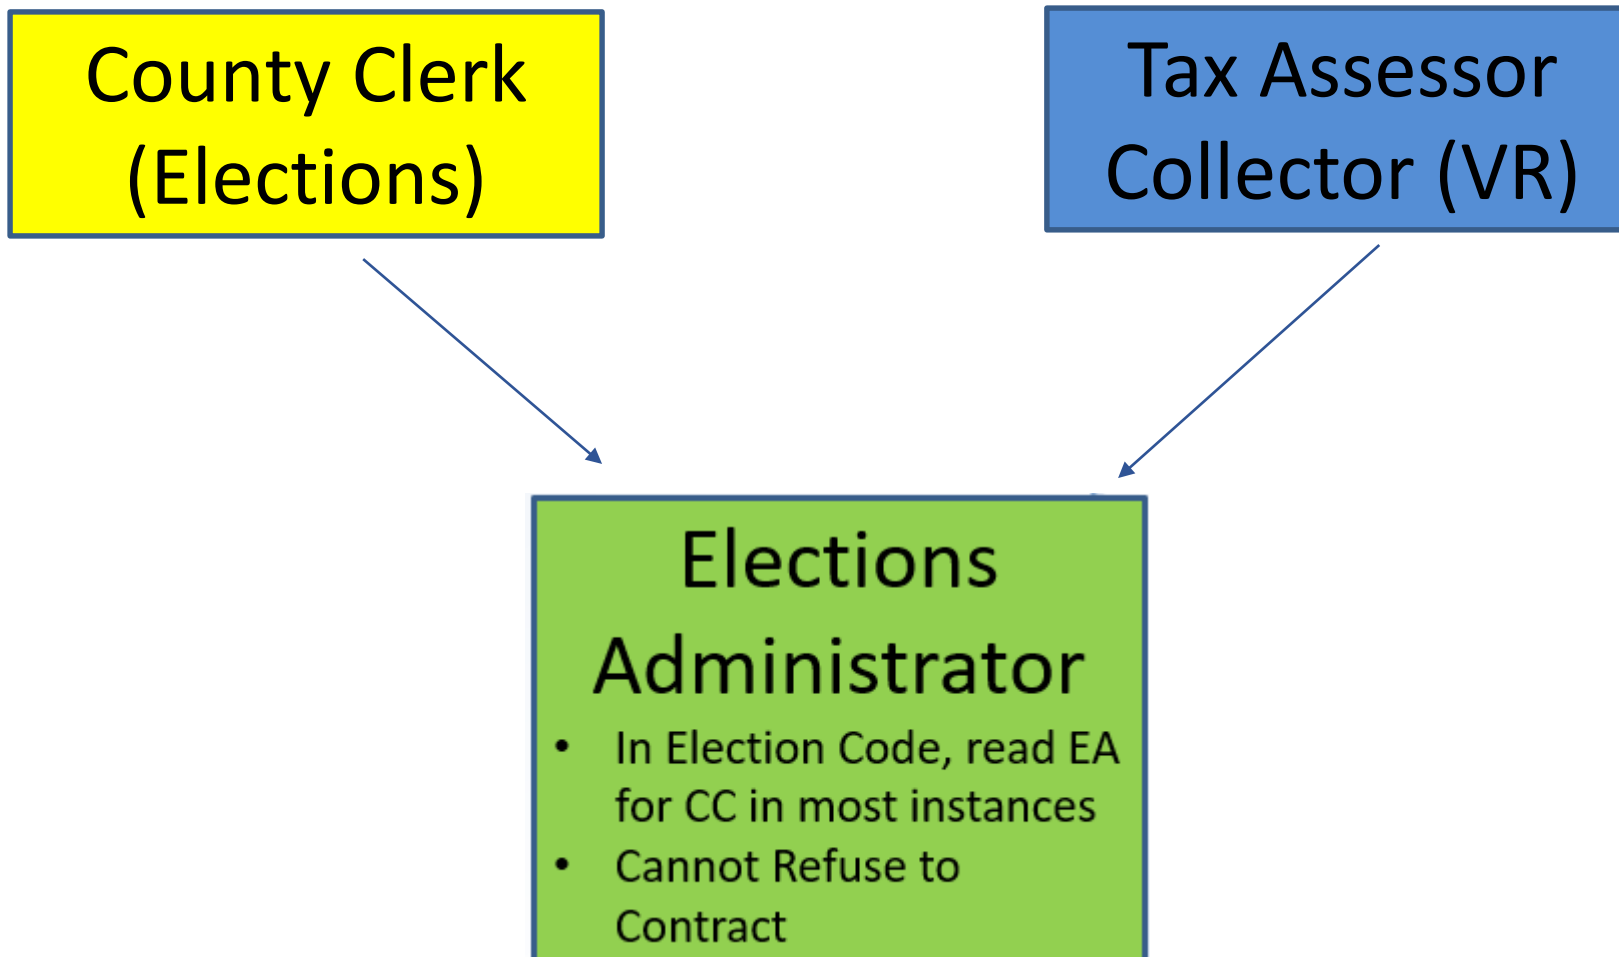 County Clerk
(Elections)
Tax Assessor
Collector (VR)
Elections
Administrator
• In Election Code, read EA
for CC in most instances
• Cannot Refuse to
Contract